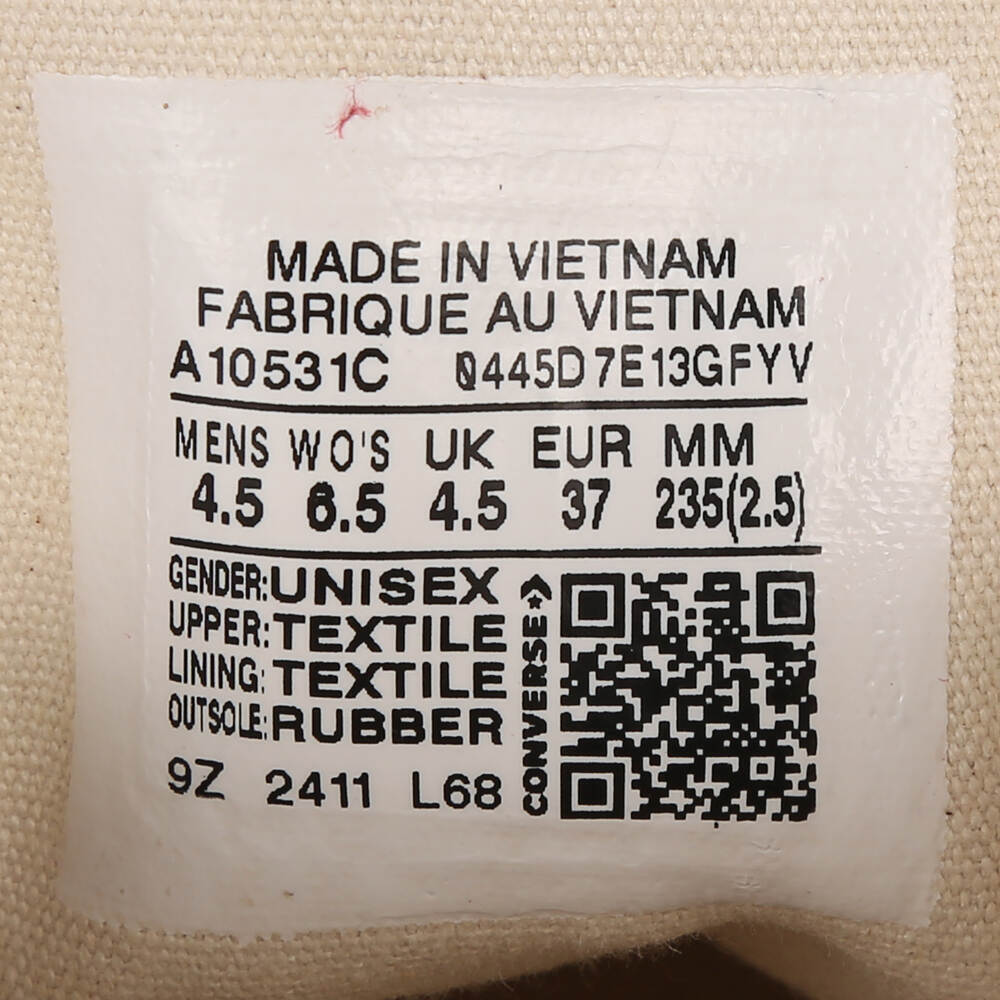 MADE IN VIETNAM
FABRIQUE AU VIETNAM
A10531C 0445D7E13GFYV
MENS WO'S UK EUR MM
4.5 6.5 4.5 37 235(2.5)
GENDER:UNISEX
UPPER:TEXTILE
LINING:TEXTILE
OUTSOLE:RUBBER
9Z 2411 L68
CONVERSE